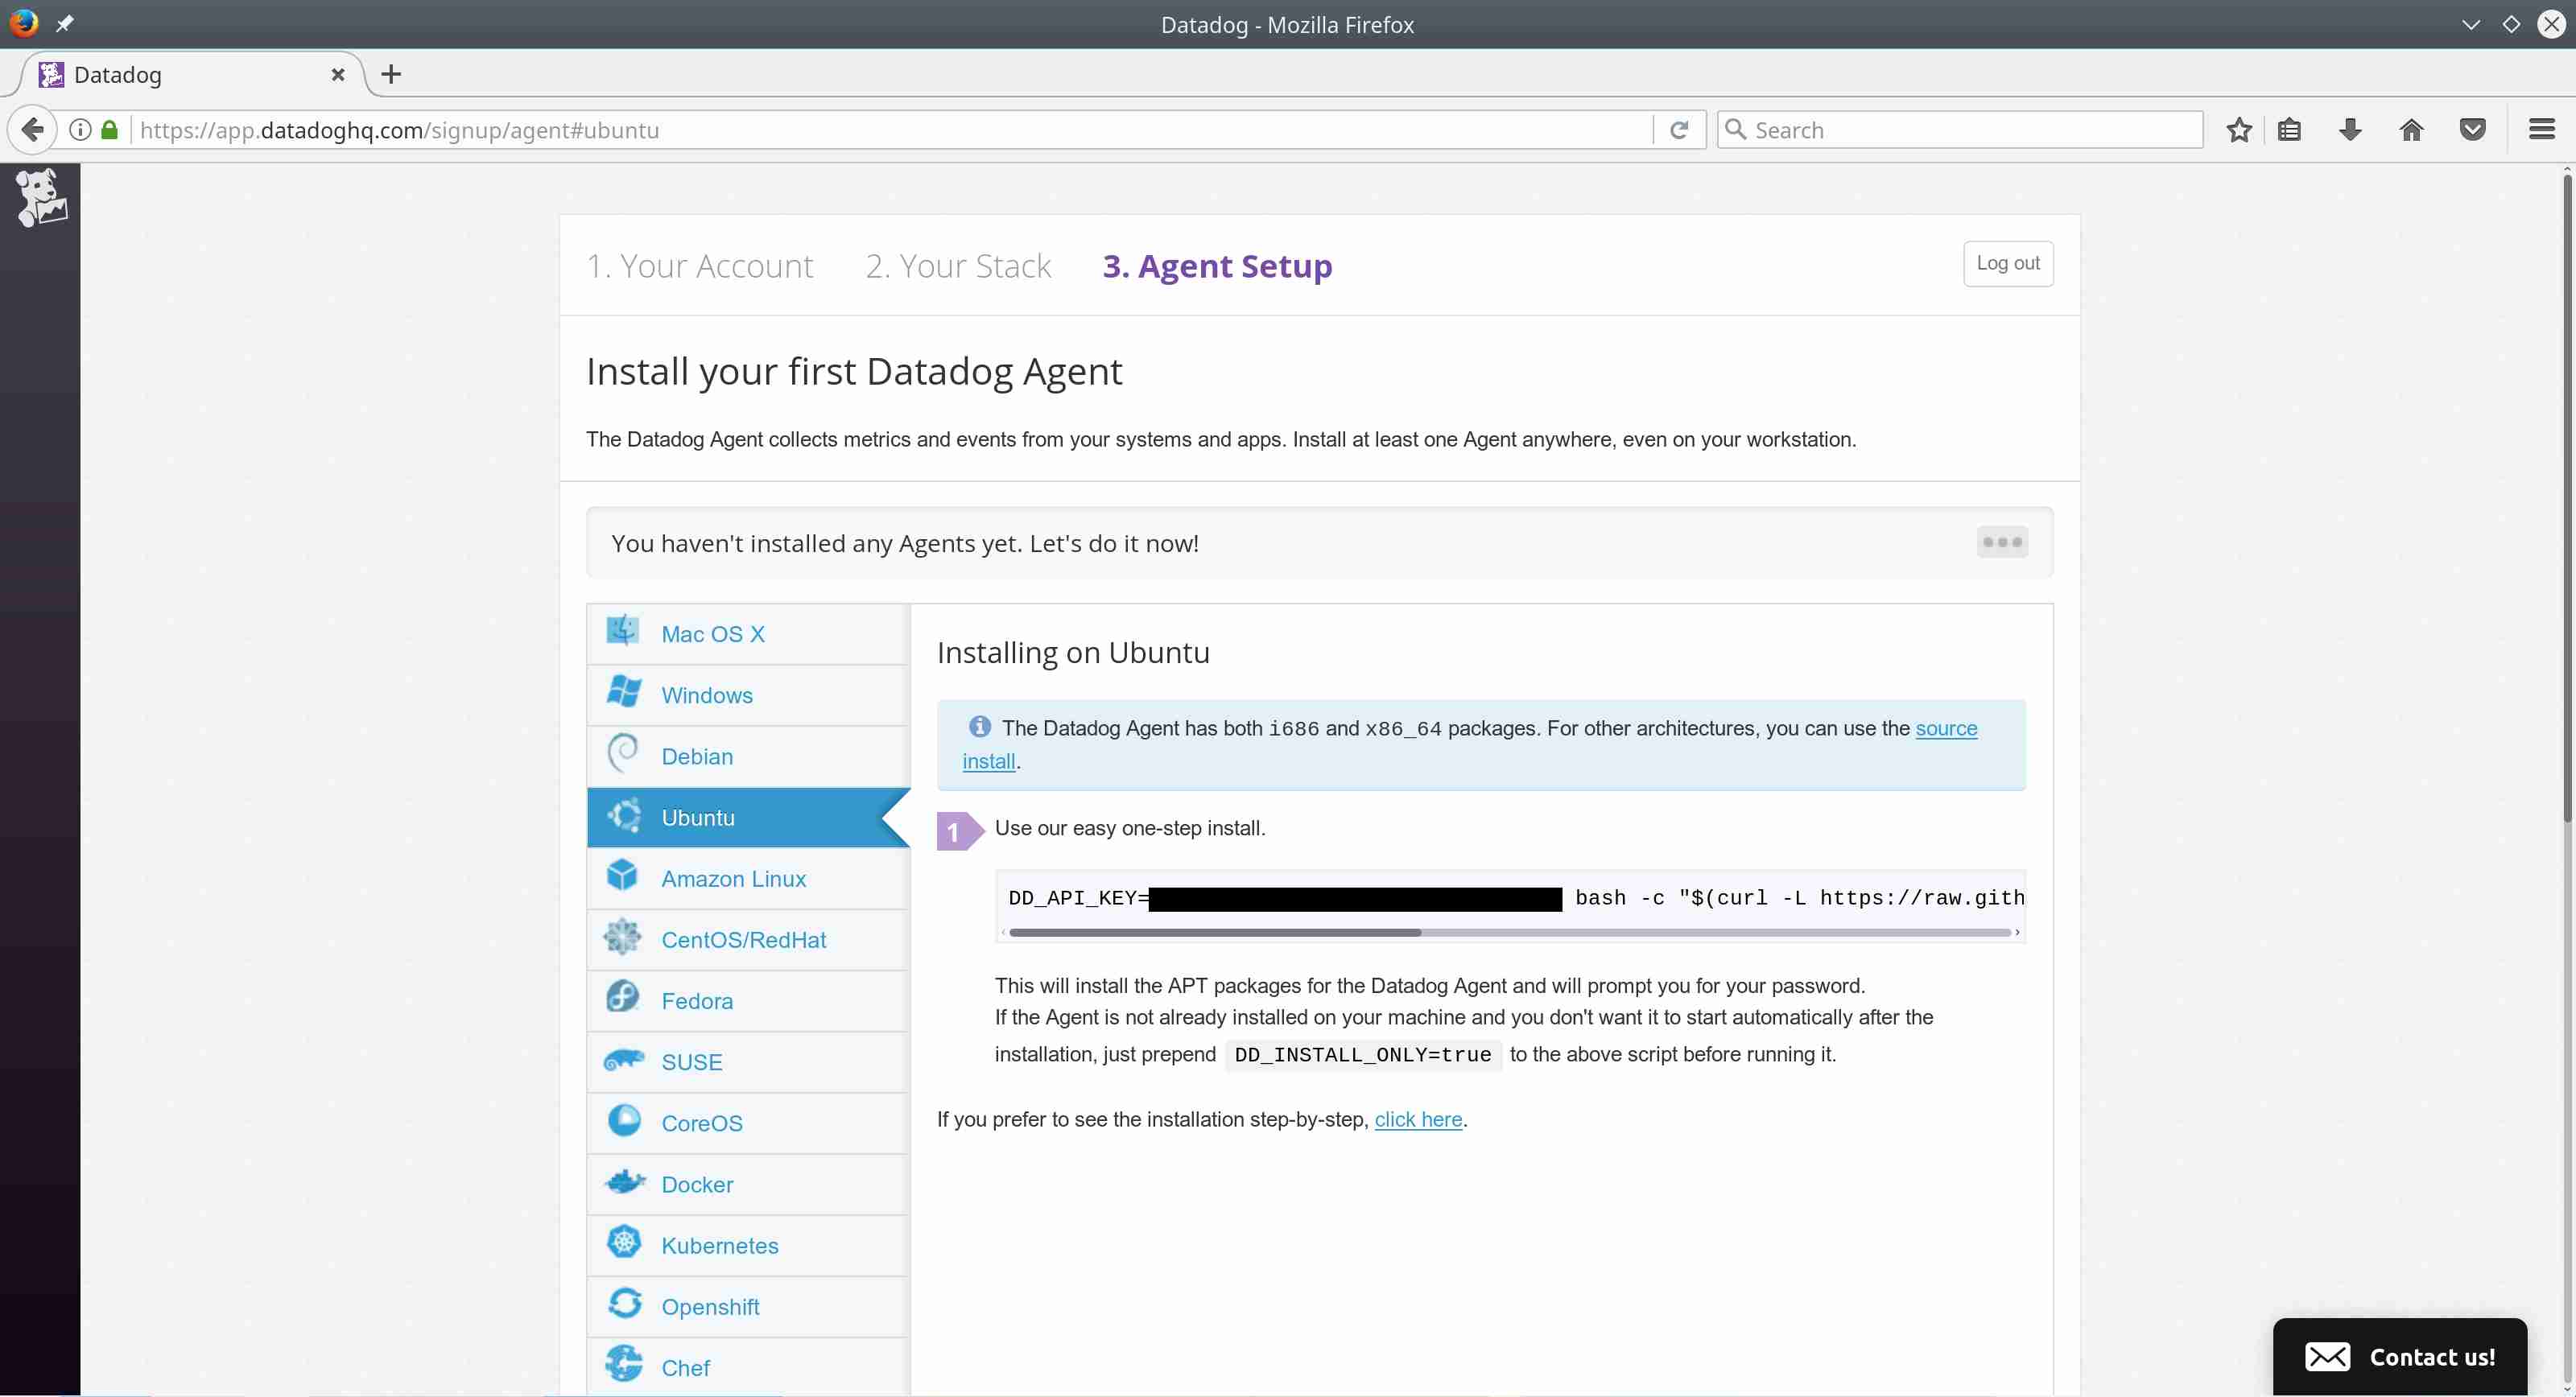 Datadog - Mozilla Firefox
Datadog
https://app.datadoghq.com/signup/agent#ubuntu
Search
1. Your Account
2. Your Stack
3. Agent Setup
Log out
Install your first Datadog Agent
The Datadog Agent collects metrics and events from your systems and apps. Install at least one Agent anywhere, even on your workstation.
You haven't installed any Agents yet. Let's do it now!
Mac OS X
Windows
Debian
Ubuntu
Amazon Linux
CentOS/RedHat
Fedora
SUSE
CoreOS
Docker
Kubernetes
Openshift
Chef
Installing on Ubuntu
The Datadog Agent has both i686 and x86_64 packages. For other architectures, you can use the source
install.
1 Use our easy one-step install.
DD_API_KEY= bash -c "$(curl -L https://raw.gith
This will install the APT packages for the Datadog Agent and will prompt you for your password.
If the Agent is not already installed on your machine and you don't want it to start automatically after the
installation, just prepend DD_INSTALL_ONLY=true to the above script before running it.
If you prefer to see the installation step-by-step, click here.
Contact us!